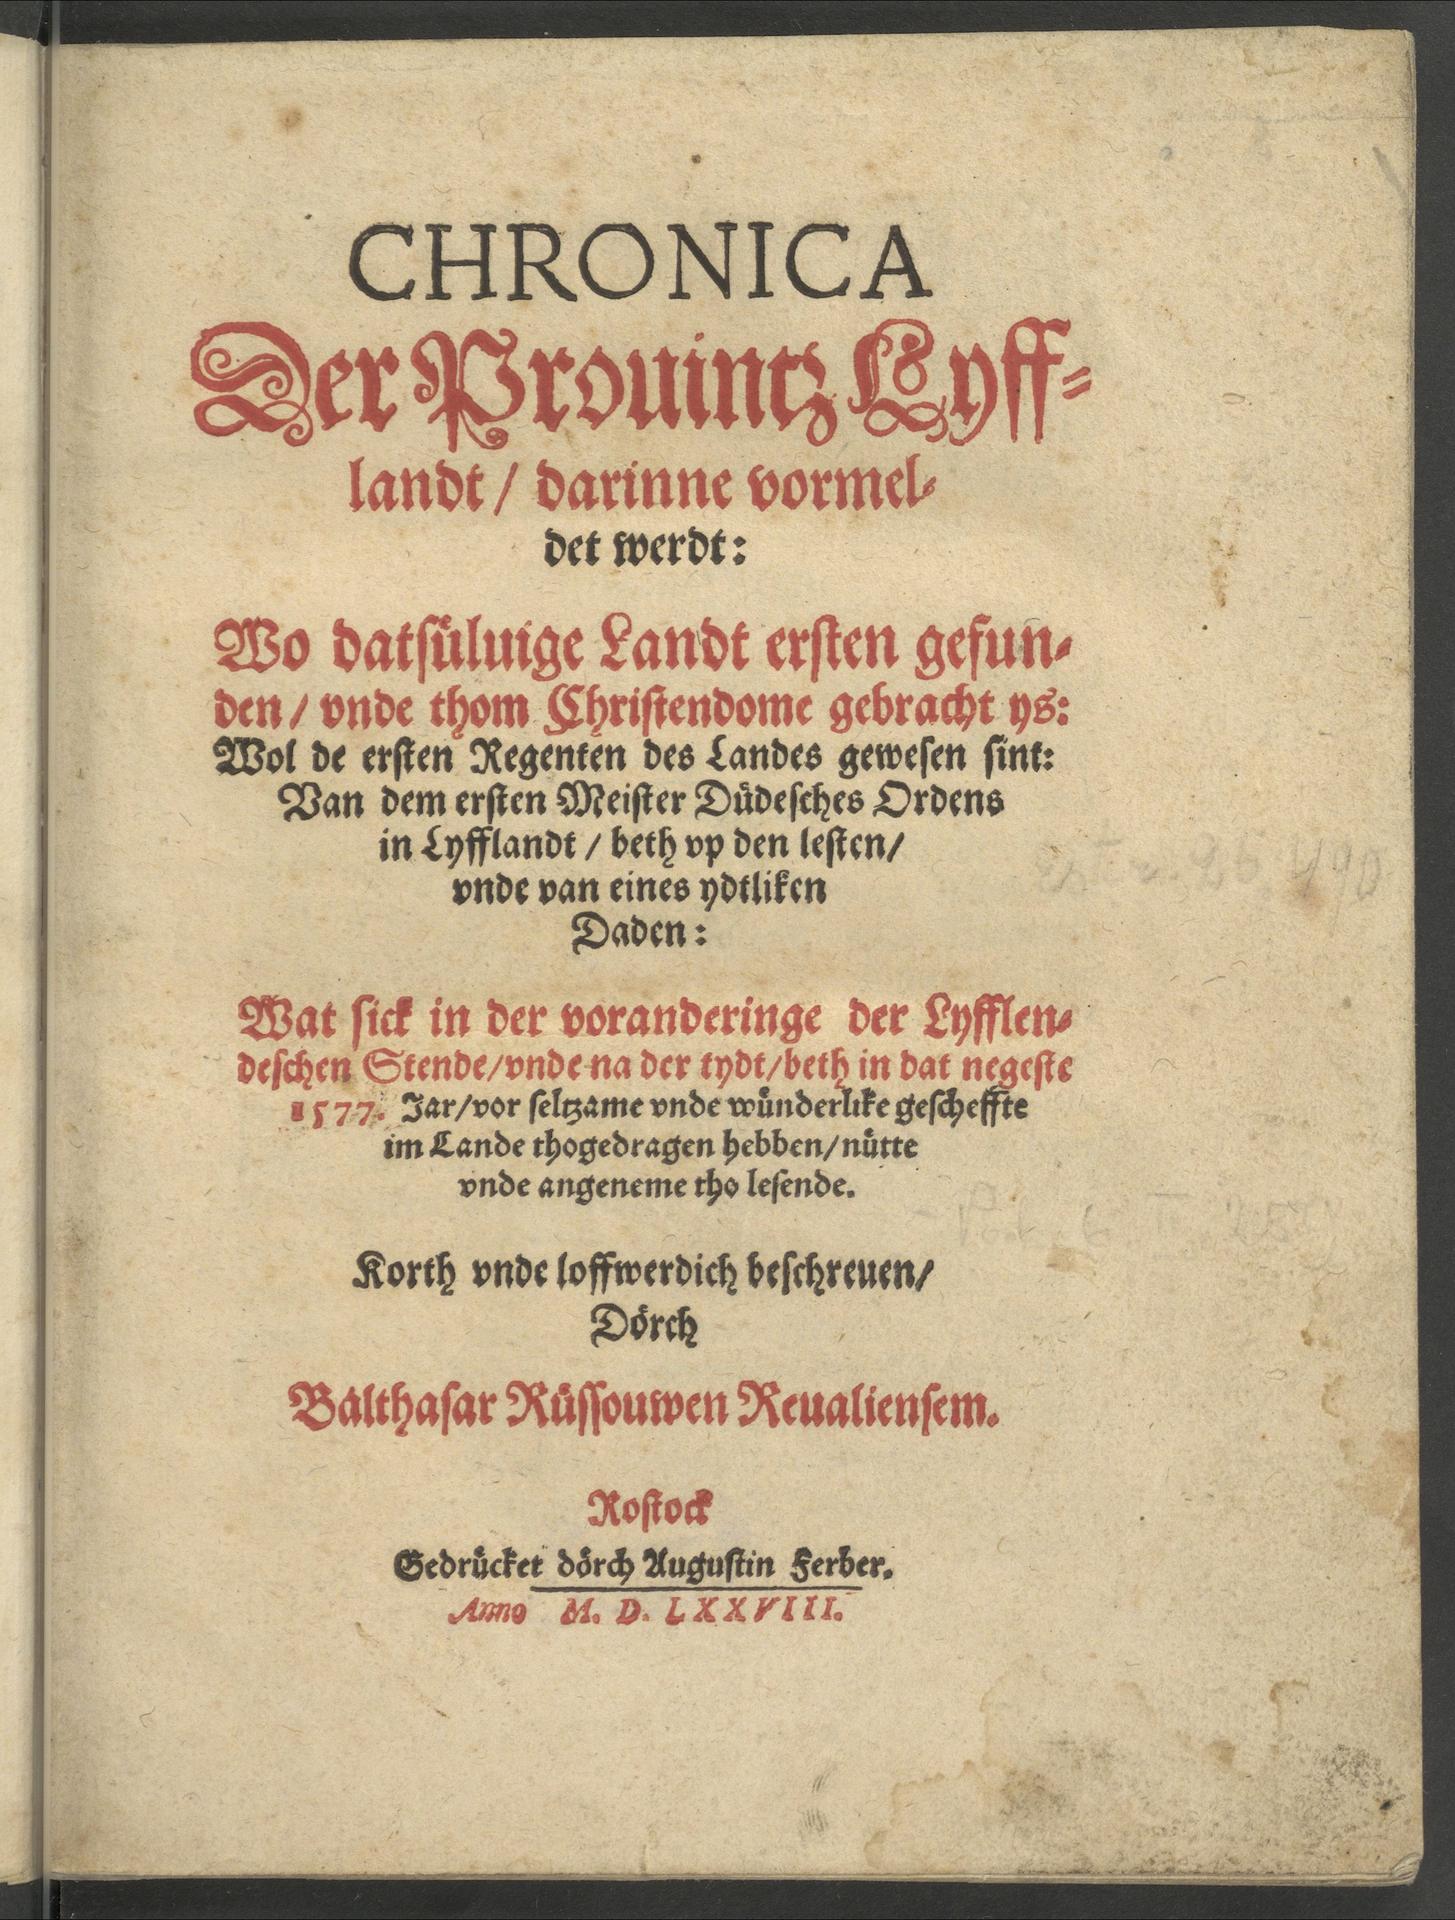 CHRONICA
Der Prouintz Lyff⸗
landt / darinne vormel⸗
det werdt:
Wo datsüluige Landt ersten gefun⸗
den / vnde thom Christendome gebracht ys:
Wol de ersten Regenten des Landes gewesen sint:
Van dem ersten Meister Düdesches Ordens
in Lyfflandt / beth vp den lesten/
vnde van eines ydtliken
Daden:
Wat sick in der voranderinge der Lyfflen⸗
deschen Stende/vnde na der tydt/beth in dat negeste
1577. Jar/vor seltzame vnde wünderlike gescheffte
im Lande thogedragen hebben/nütte
vnde angeneme tho lesende.
Korth vnde loffwerdich beschreuen/
Dörch
Balthasar Rüssouwen Reualiensem.
Rostock
Gedrücket dörch Augustin Ferber.
Anno M. D. LXXVIII.